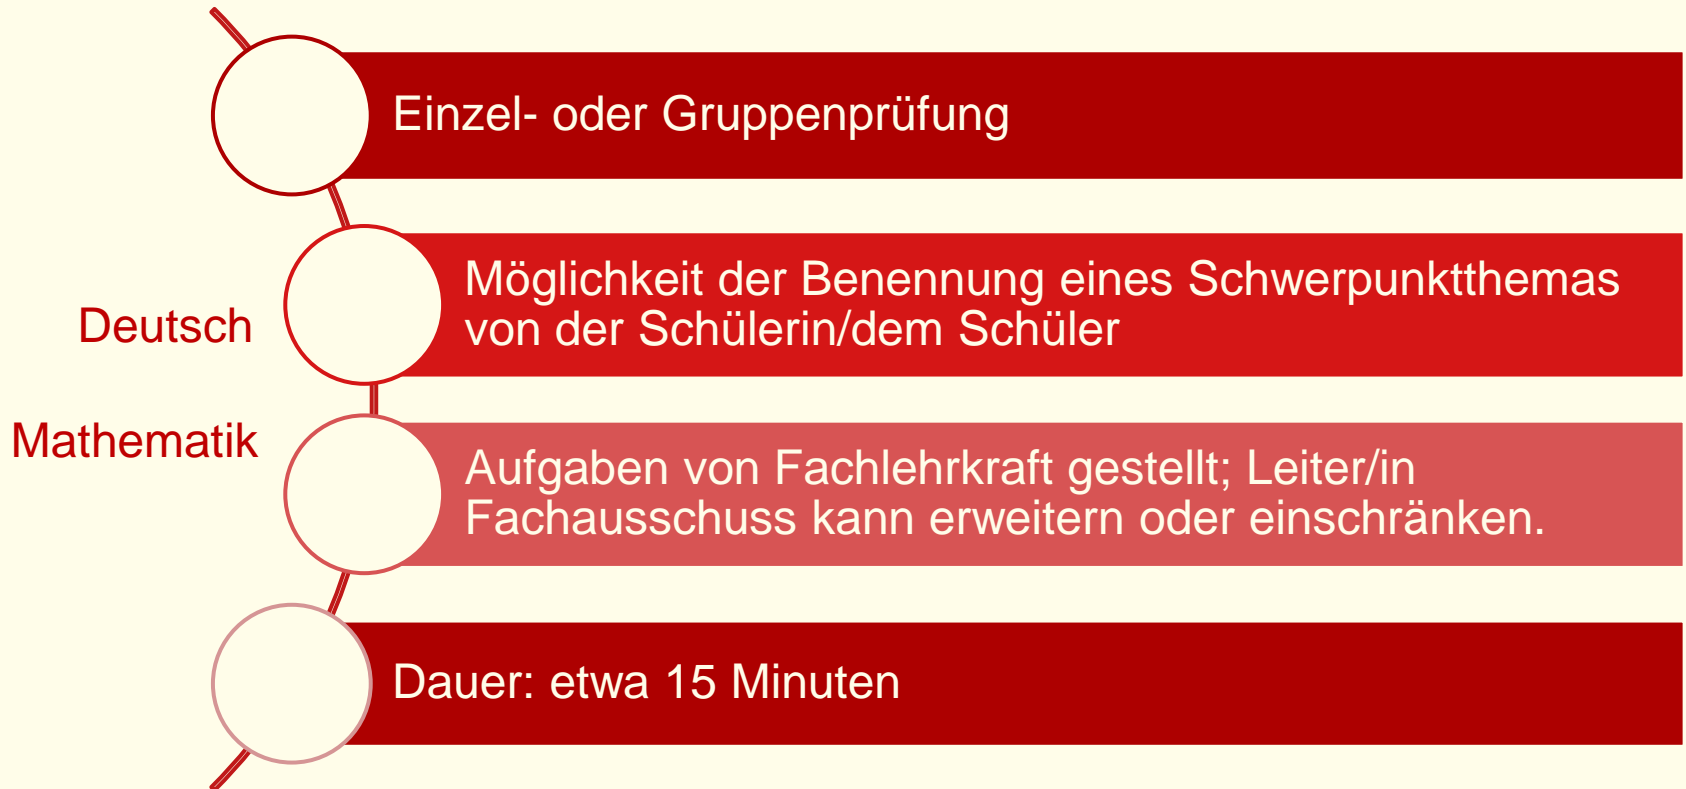 Einzel- oder Gruppenprüfung
Möglichkeit der Benennung eines Schwerpunktthemas
von der Schülerin/dem Schüler
Deutsch
Mathematik
Aufgaben von Fachlehrkraft gestellt; Leiter/in
Fachausschuss kann erweitern oder einschränken.
Dauer: etwa 15 Minuten